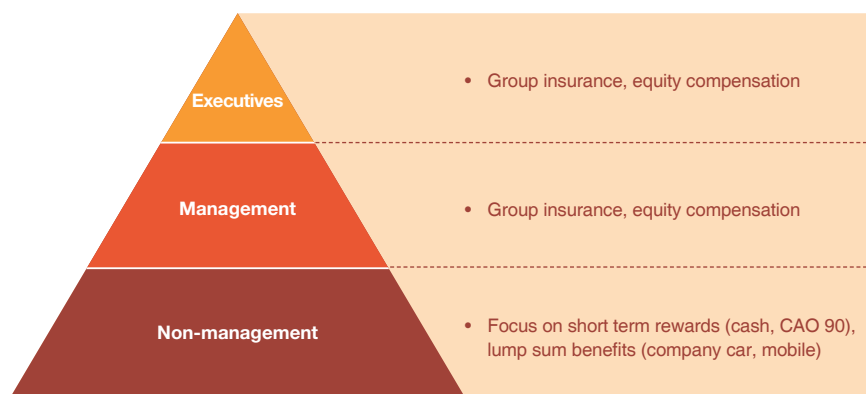 Executives
• Group insurance, equity compensation
Management
• Group insurance, equity compensation
Non-management
• Focus on short term rewards (cash, CAO 90),
lump sum benefits (company car, mobile)